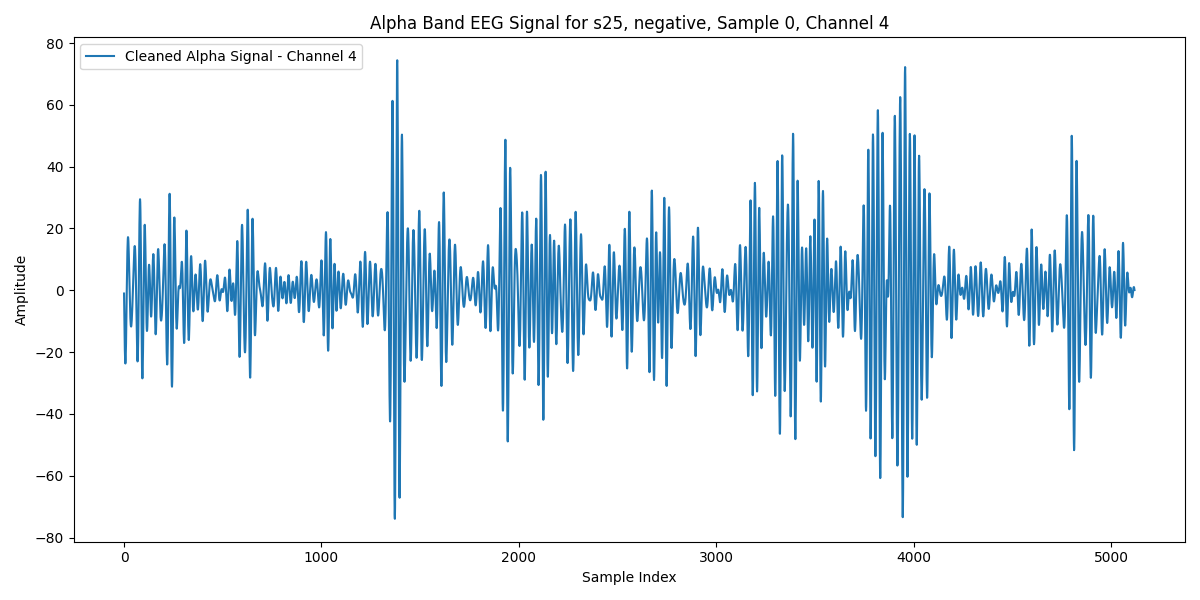 Alpha Band EEG Signal for s25, negative, Sample 0, Channel 4
Cleaned Alpha Signal - Channel 4
Amplitude
80
60
40
20
0
−20
−40
−60
−80
0 1000 2000 3000 4000 5000
Sample Index